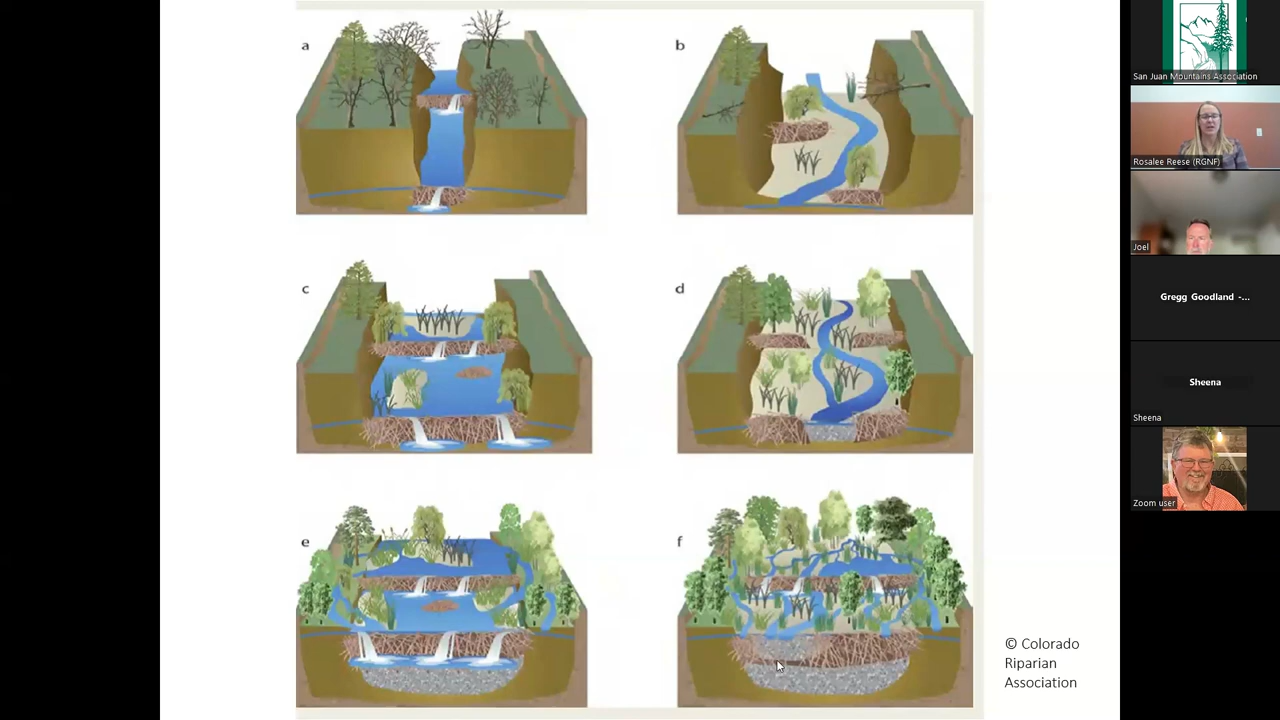 a
b
c
d
e
f
© Colorado
Riparian
Association
San Juan Mountains Association
Rosalee Reese (RGNF)
Joel
Gregg Goodland -...
Sheena
Sheena
Zoom user